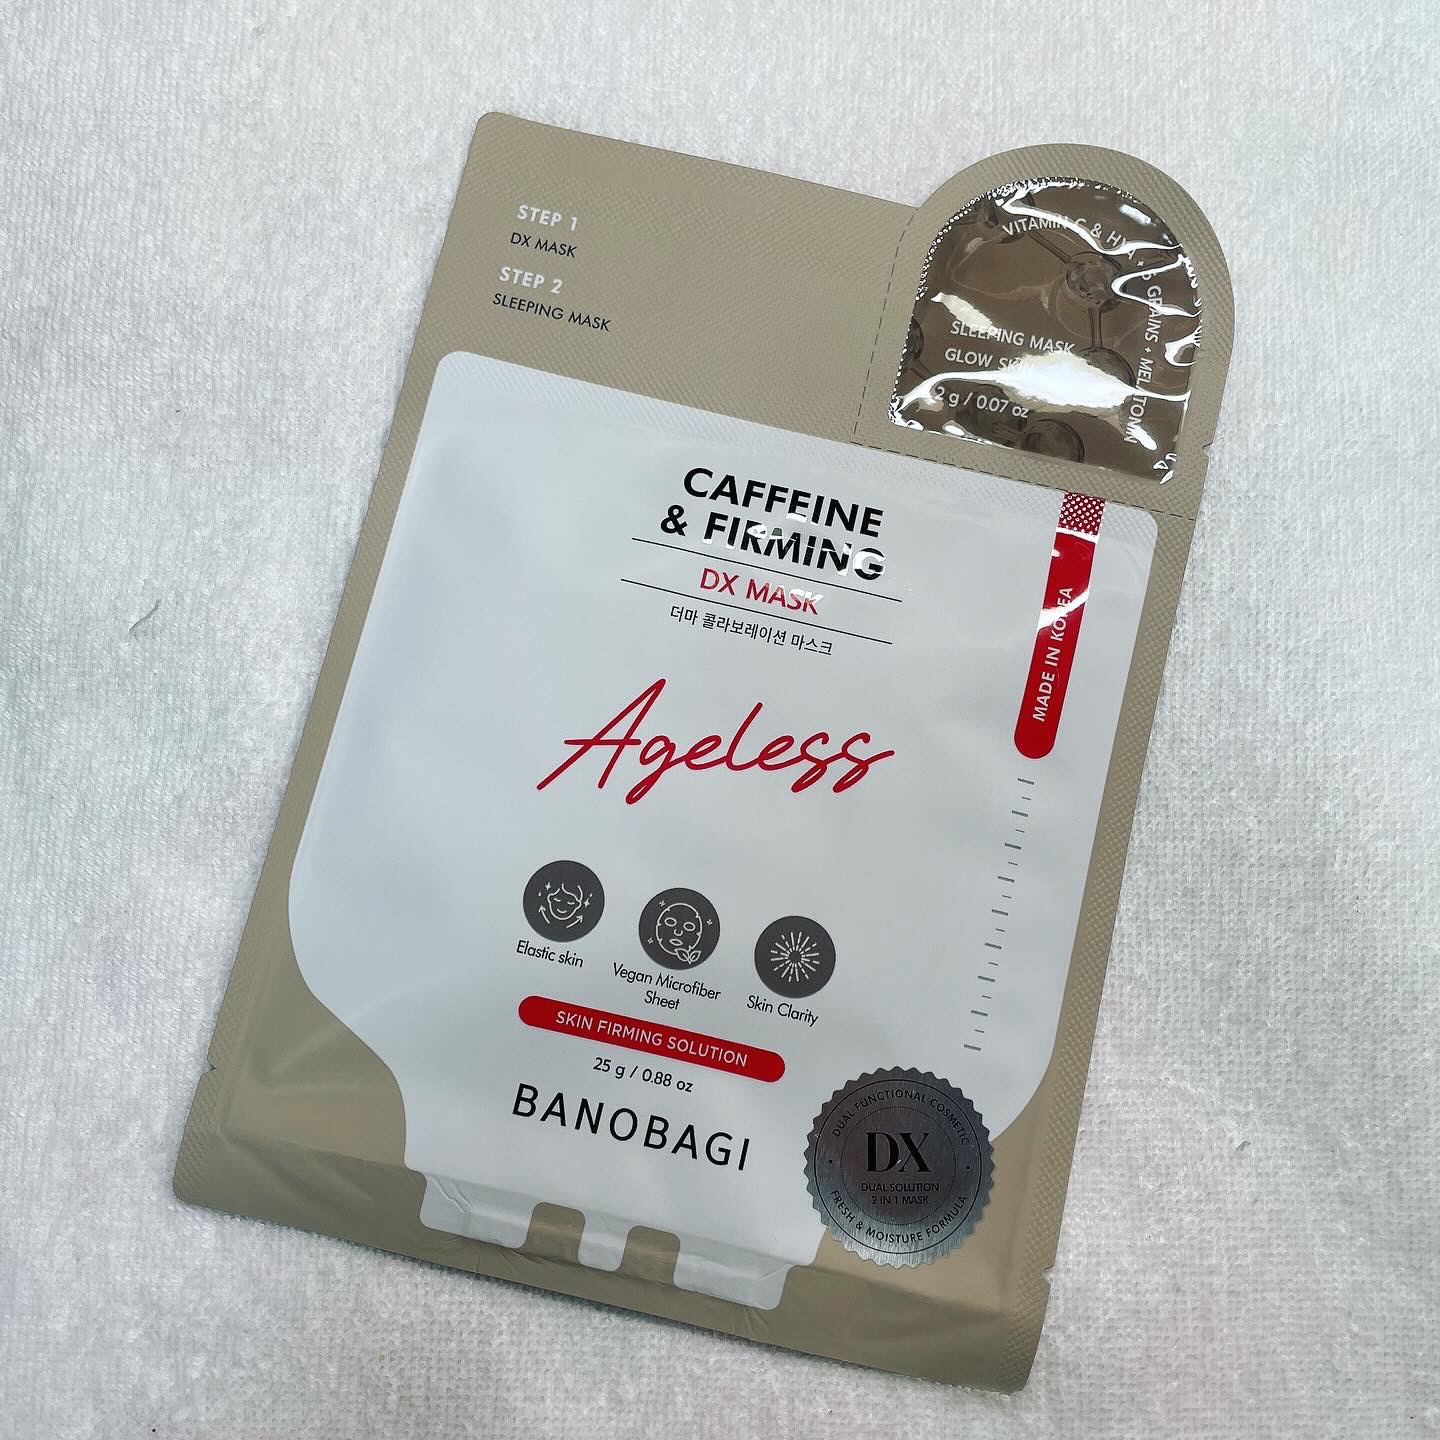 STEP 1
DX MASK
STEP 2
SLEEPING MASK
VITAMIN C & HYA + 5 GRAINS + MELATONIN
SLEEPING MASK
GLOW SKIN
2 g / 0.07 oz
CAFFEINE
& FIRMING
DX MASK
더마 콜라보레이션 마스크
MADE IN KOREA
Ageless
Elastic skin
Vegan Microfiber
Sheet
Skin Clarity
SKIN FIRMING SOLUTION
25 g / 0.88 oz
BANOBAGI
DUAL FUNCTIONAL COSMETIC
DX
DUAL SOLUTION
2 IN 1 MASK
FRESH & MOISTURE FORMULA